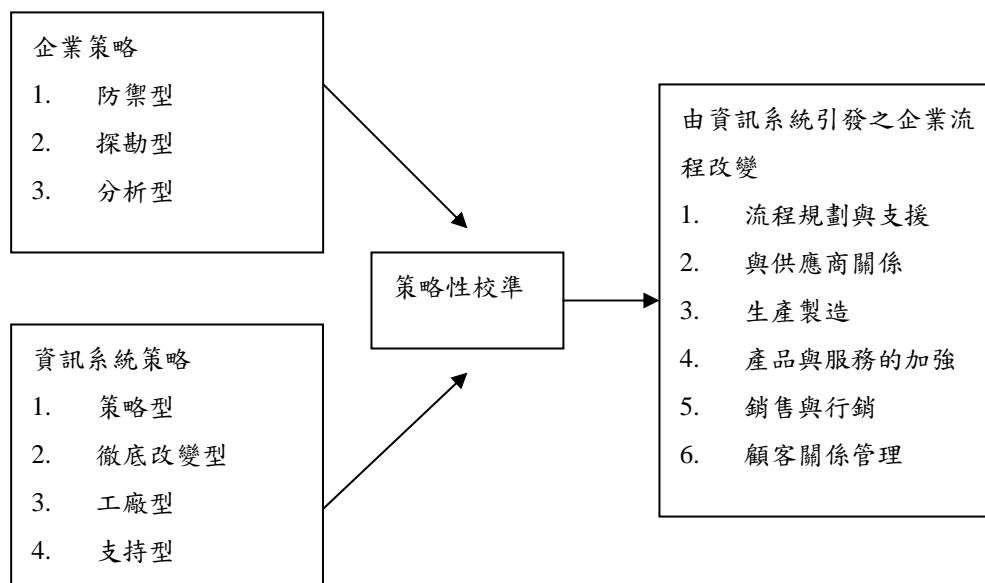 企業策略
1. 防禦型
2. 探勘型
3. 分析型
資訊系統策略
1. 策略型
2. 徹底改變型
3. 工廠型
4. 支持型
策略性校準
由資訊系統引發之企業流
程改變
1. 流程規劃與支援
2. 與供應商關係
3. 生產製造
4. 產品與服務的加強
5. 銷售與行銷
6. 顧客關係管理